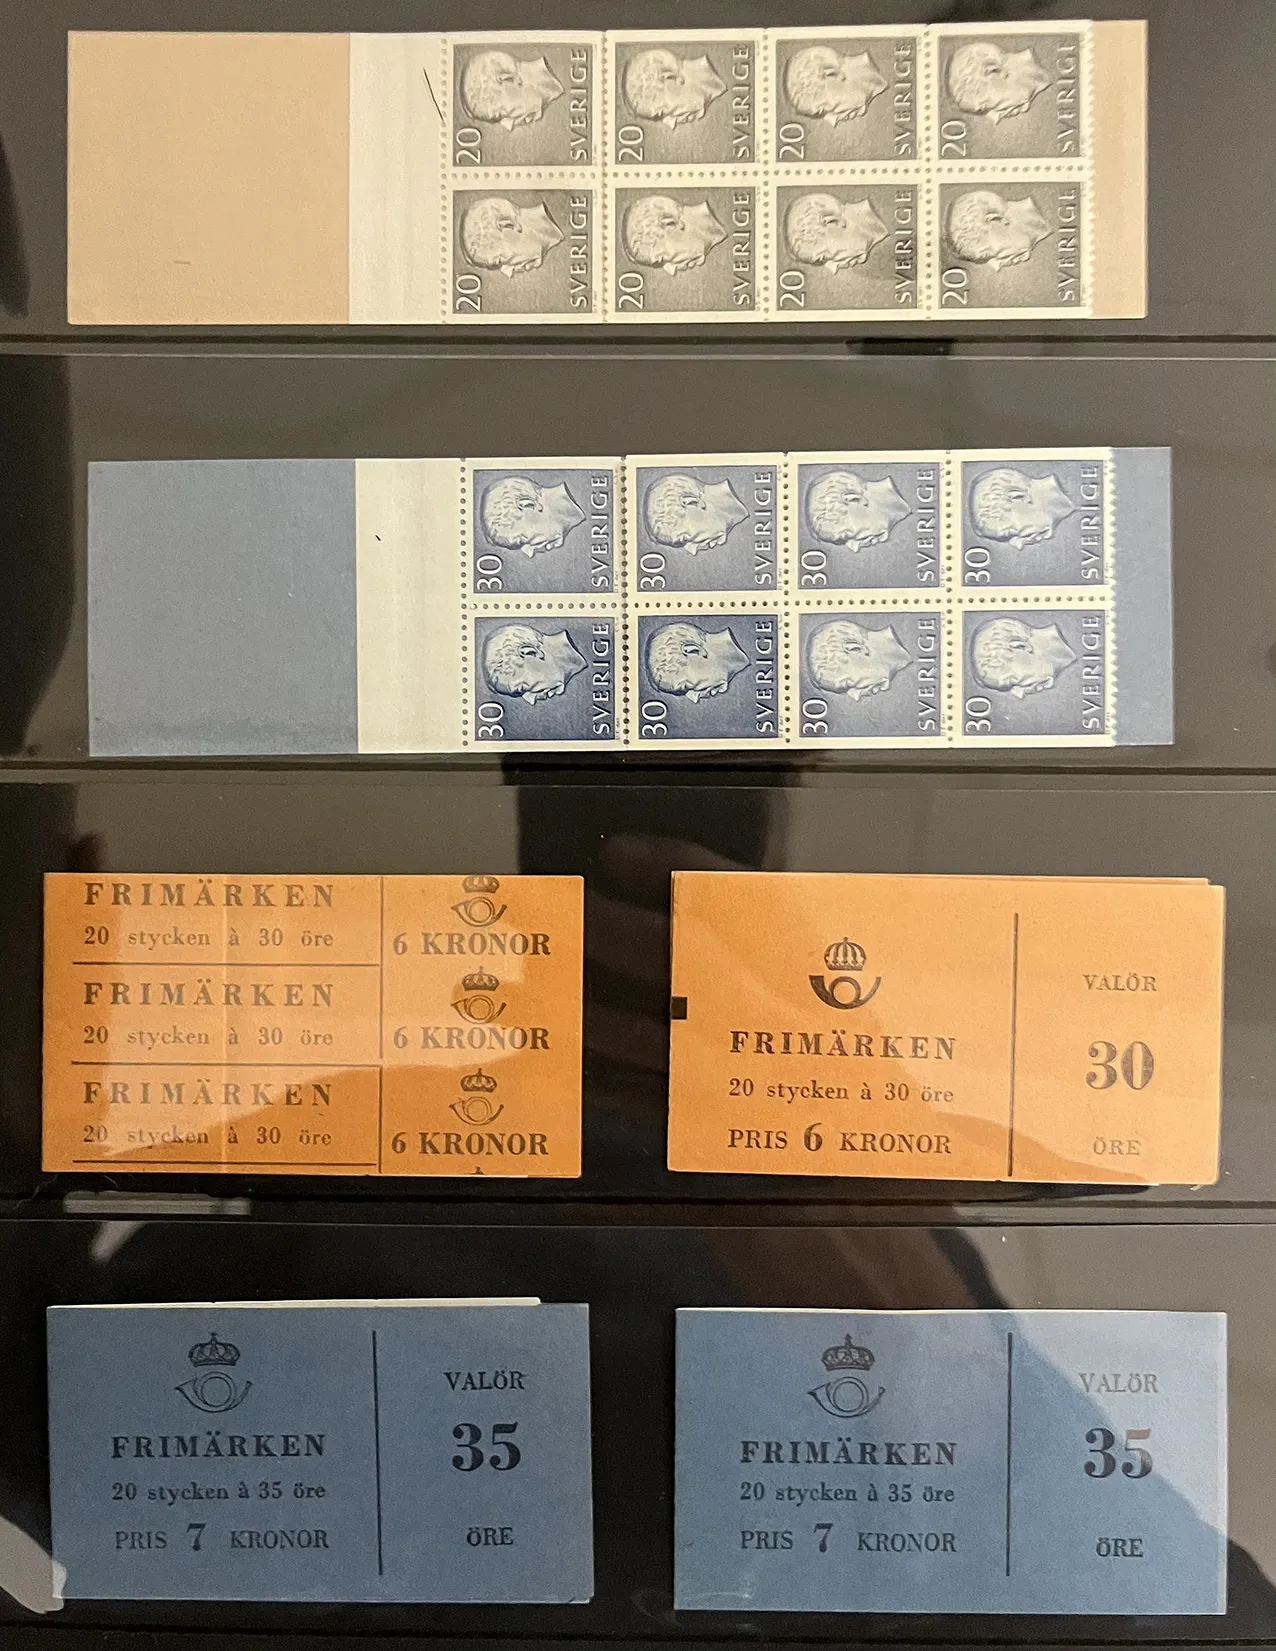 20 SVERIGE
20 SVERIGE
20 SVERIGE
20 SVERIGE
20 SVERIGE
20 SVERIGE
20 SVERIGE
20 SVERIGE
30 SVERIGE
30 SVERIGE
30 SVERIGE
30 SVERIGE
30 SVERIGE
30 SVERIGE
30 SVERIGE
30 SVERIGE
FRIMÄRKEN
20 stycken à 30 öre
6 KRONOR
FRIMÄRKEN
20 stycken à 30 öre
6 KRONOR
FRIMÄRKEN
20 stycken à 30 öre
6 KRONOR
FRIMÄRKEN
20 stycken à 30 öre
PRIS 6 KRONOR
VALÖR
30
ÖRE
FRIMÄRKEN
20 stycken à 35 öre
PRIS 7 KRONOR
VALÖR
35
ÖRE
FRIMÄRKEN
20 stycken à 35 öre
PRIS 7 KRONOR
VALÖR
35
ÖRE